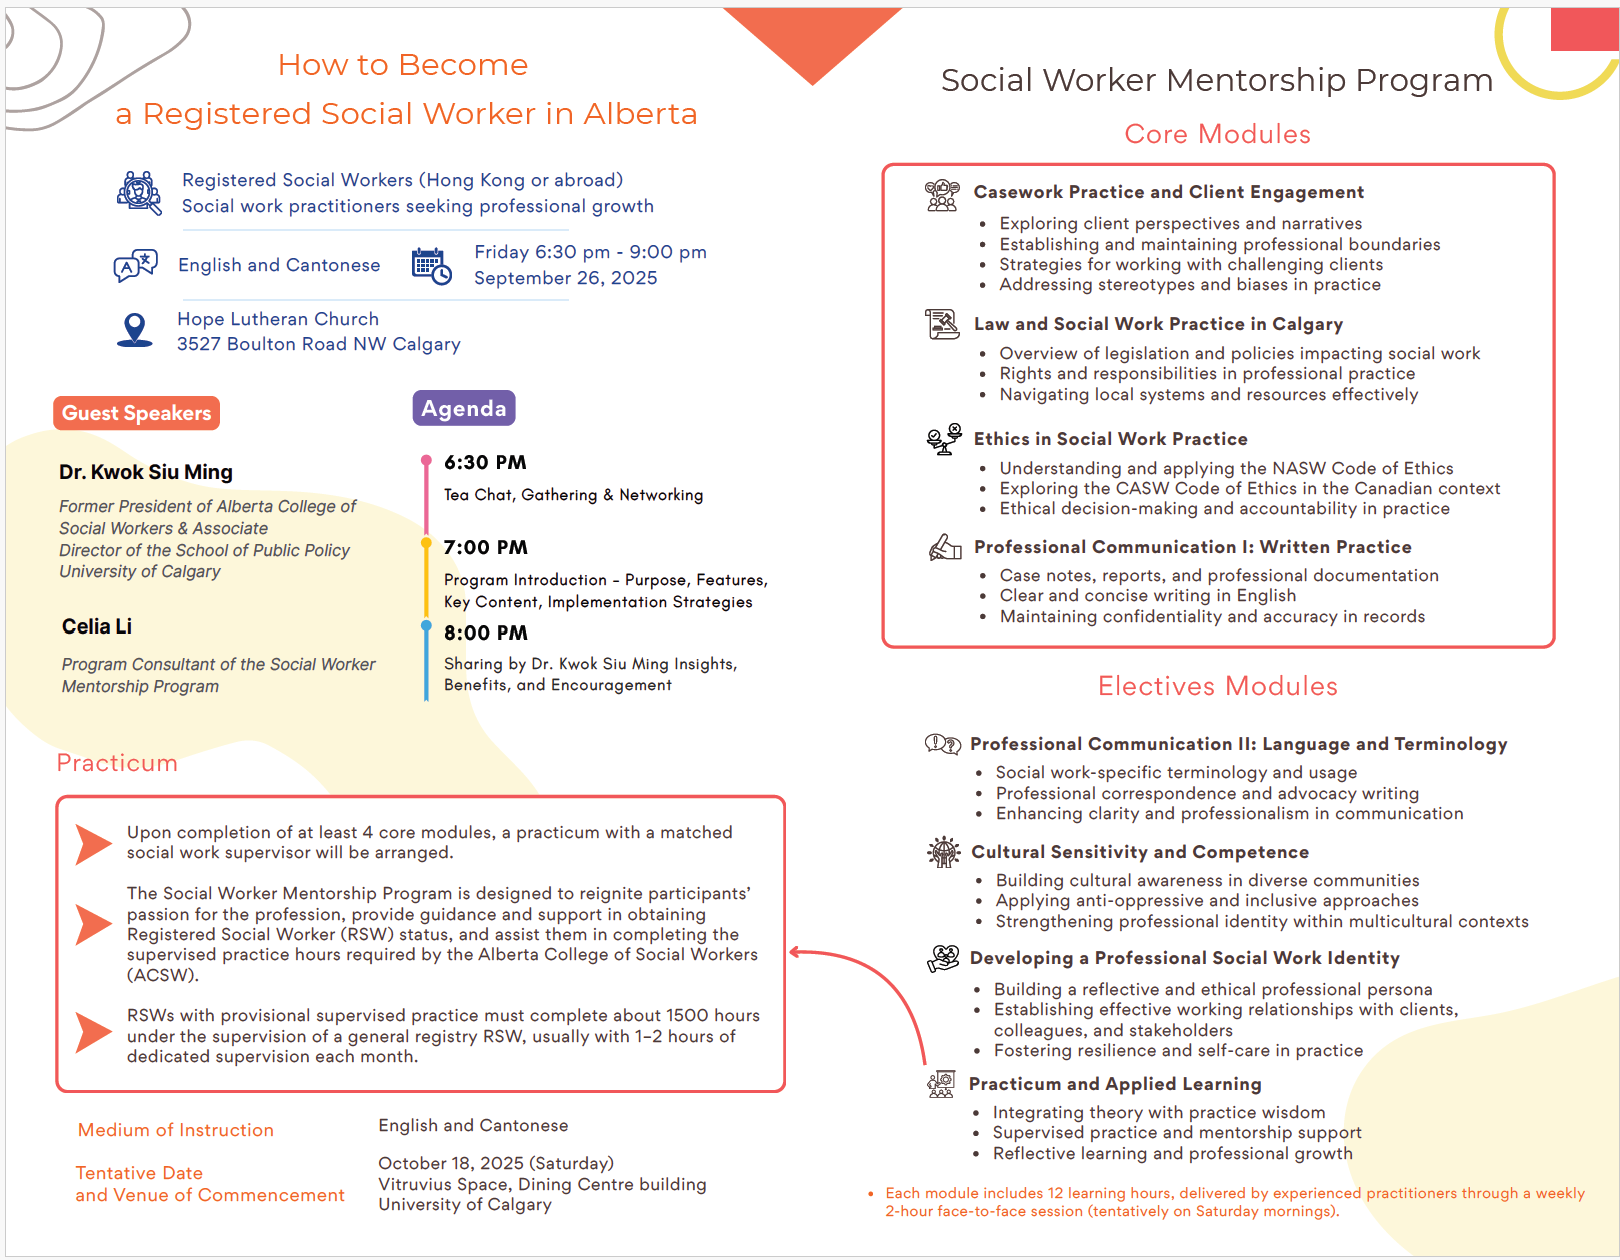 How to Become
a Registered Social Worker in Alberta
Registered Social Workers (Hong Kong or abroad)
Social work practitioners seeking professional growth
English and Cantonese
Friday 6:30 pm - 9:00 pm
September 26, 2025
Hope Lutheran Church
3527 Boulton Road NW Calgary
Guest Speakers
Dr. Kwok Siu Ming
Former President of Alberta College of
Social Workers & Associate
Director of the School of Public Policy
University of Calgary
Celia Li
Program Consultant of the Social Worker
Mentorship Program
Agenda
6:30 PM
Tea Chat, Gathering & Networking
7:00 PM
Program Introduction - Purpose, Features,
Key Content, Implementation Strategies
8:00 PM
Sharing by Dr. Kwok Siu Ming Insights,
Benefits, and Encouragement
Practicum
Upon completion of at least 4 core modules, a practicum with a matched
social work supervisor will be arranged.
The Social Worker Mentorship Program is designed to reignite participants’
passion for the profession, provide guidance and support in obtaining
Registered Social Worker (RSW) status, and assist them in completing the
supervised practice hours required by the Alberta College of Social Workers
(ACSW).
RSWs with provisional supervised practice must complete about 1500 hours
under the supervision of a general registry RSW, usually with 1–2 hours of
dedicated supervision each month.
Medium of Instruction
English and Cantonese
Tentative Date
and Venue of Commencement
October 18, 2025 (Saturday)
Vitruvius Space, Dining Centre building
University of Calgary
Social Worker Mentorship Program
Core Modules
Casework Practice and Client Engagement
• Exploring client perspectives and narratives
• Establishing and maintaining professional boundaries
• Strategies for working with challenging clients
• Addressing stereotypes and biases in practice
Law and Social Work Practice in Calgary
• Overview of legislation and policies impacting social work
• Rights and responsibilities in professional practice
• Navigating local systems and resources effectively
Ethics in Social Work Practice
• Understanding and applying the NASW Code of Ethics
• Exploring the CASW Code of Ethics in the Canadian context
• Ethical decision-making and accountability in practice
Professional Communication I: Written Practice
• Case notes, reports, and professional documentation
• Clear and concise writing in English
• Maintaining confidentiality and accuracy in records
Electives Modules
Professional Communication II: Language and Terminology
• Social work-specific terminology and usage
• Professional correspondence and advocacy writing
• Enhancing clarity and professionalism in communication
Cultural Sensitivity and Competence
• Building cultural awareness in diverse communities
• Applying anti-oppressive and inclusive approaches
• Strengthening professional identity within multicultural contexts
Developing a Professional Social Work Identity
• Building a reflective and ethical professional persona
• Establishing effective working relationships with clients,
colleagues, and stakeholders
• Fostering resilience and self-care in practice
Practicum and Applied Learning
• Integrating theory with practice wisdom
• Supervised practice and mentorship support
• Reflective learning and professional growth
• Each module includes 12 learning hours, delivered by experienced practitioners through a weekly
2-hour face-to-face session (tentatively on Saturday mornings).